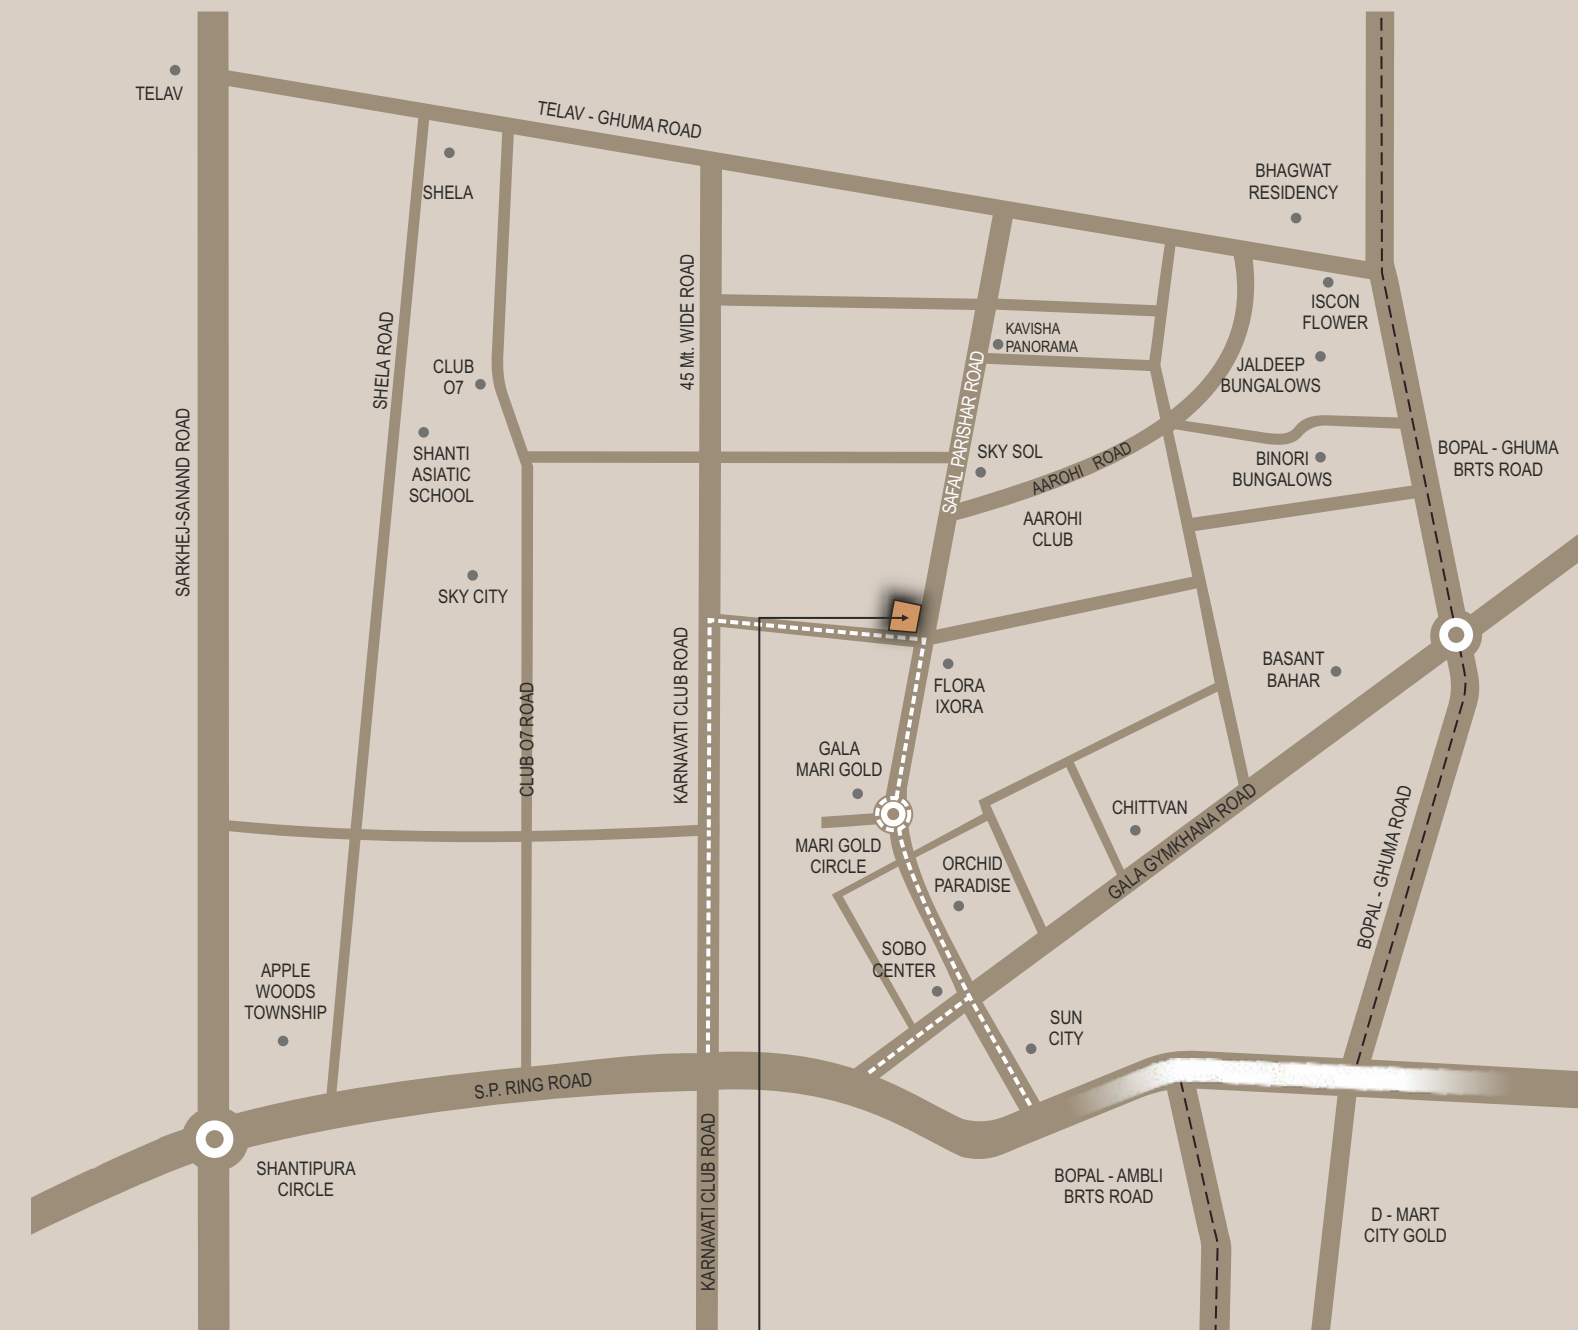 TELAV
TELAV - GHUMA ROAD
SHELA
BHAGWAT
RESIDENCY
ISCON
FLOWER
45 Mt. WIDE ROAD
SHELA ROAD
KAVISHA
PANORAMA
CLUB
O7
JALDEEP
BUNGALOWS
SARKHEJ-SANAND ROAD
SHANTI
ASIATIC
SCHOOL
SAFAL PARISHAR ROAD
SKY SOL
AAROHI ROAD
BINORI
BUNGALOWS
BOPAL - GHUMA
BRTS ROAD
AAROHI
CLUB
SKY CITY
FLORA
IXORA
BASANT
BAHAR
KARNAVATI CLUB ROAD
CLUB O7 ROAD
GALA
MARI GOLD
CHITTVAN
GALA GYMKHANA ROAD
BOPAL - GHUMA ROAD
MARI GOLD
CIRCLE
ORCHID
PARADISE
SOBO
CENTER
APPLE
WOODS
TOWNSHIP
SUN
CITY
S.P. RING ROAD
SHANTIPURA
CIRCLE
KARNAVATI CLUB ROAD
BOPAL - AMBLI
BRTS ROAD
D - MART
CITY GOLD